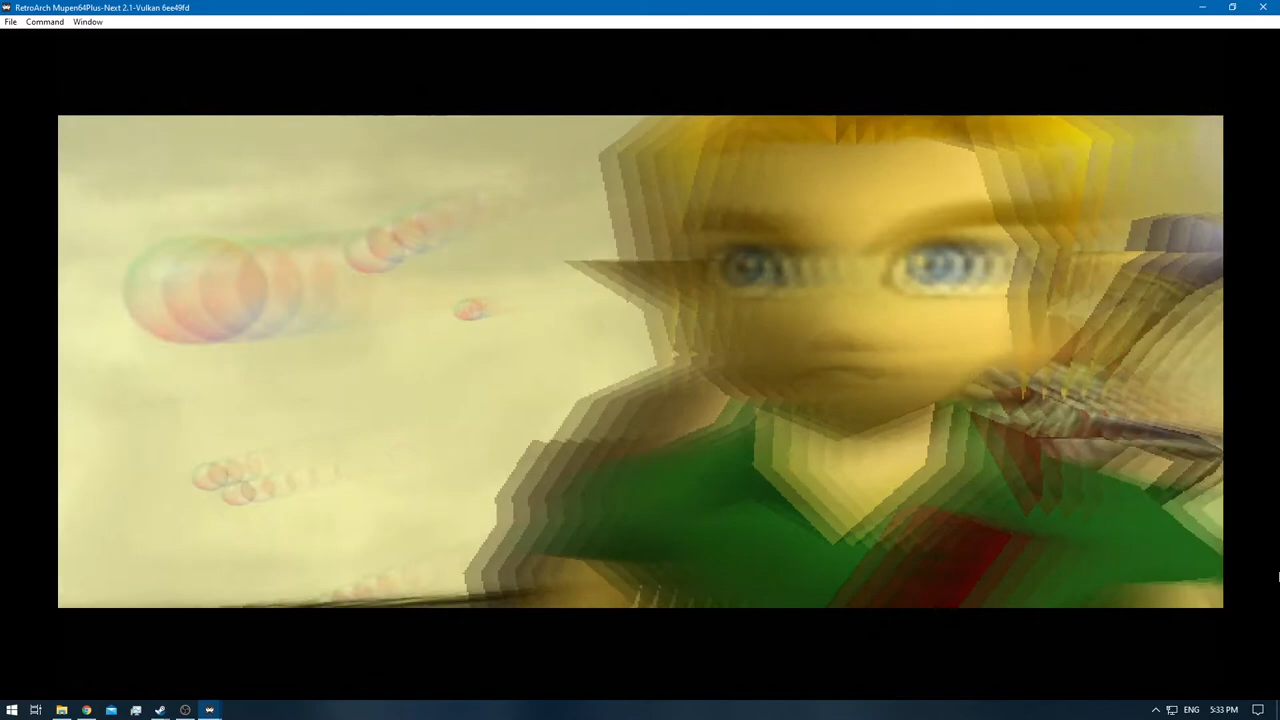 RetroArch Mupen64Plus-Next 2.1-Vulkan 6ee49fd
File Command Window
ENG 5:33 PM